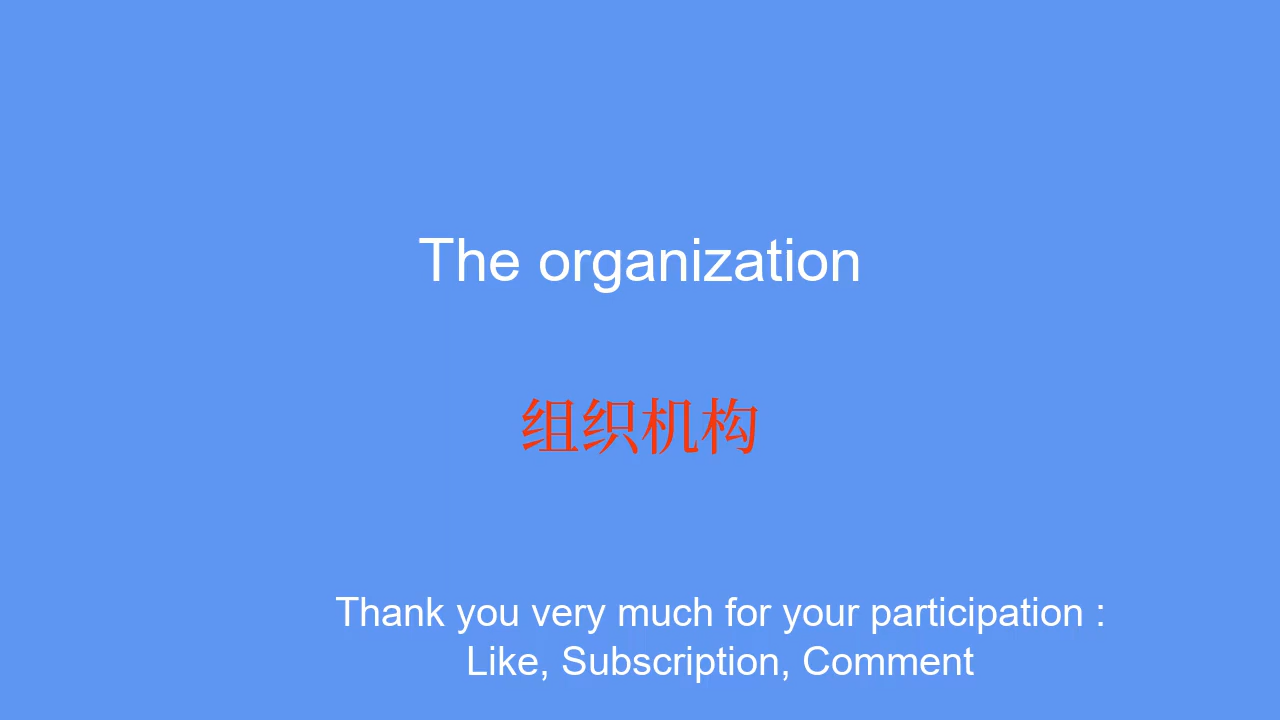 The organization
组织机构
Thank you very much for your participation :
Like, Subscription, Comment